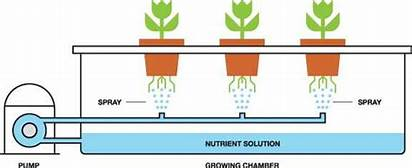 SPRAY
SPRAY
NUTRIENT SOLUTION
PUMP
GROWING CHAMBER